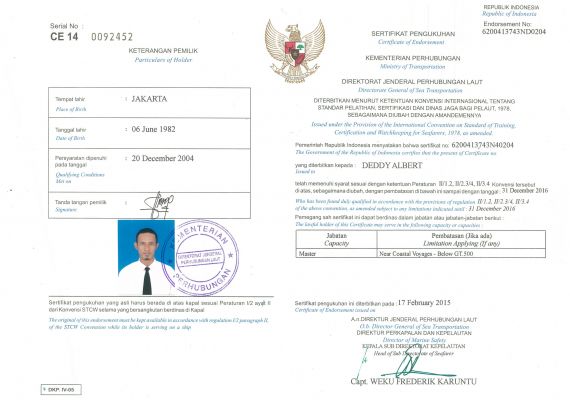 Serial No :
CE 14 0092452
KETERANGAN PEMILIK
Particulars of Holder
Tempat lahir : JAKARTA
Place of Birth
Tanggal lahir : 06 June 1982
Date of Birth
Persyaratan dipenuhi pada tanggal : 20 December 2004
Qualifying Conditions Met on
Tanda tangan pemilik :
Signature
KEMENTERIAN
DIREKTORAT JENDERAL
PERHUBUNGAN LAUT
PERHUBUNGAN
Sertifikat pengukuhan yang asli harus berada di atas kapal sesuai Peraturan I/2 ayat II
dari Konvensi STCW selama yang bersangkutan berdinas di Kapal
The original of this endorsement must be kept available in accordance with regulation I/2 paragraph II,
of the STCW Convention while its holder is serving on a ship
DKP. IV-05
REPUBLIK INDONESIA
Republic of Indonesia
Endorsement No:
6200413743ND0204
SERTIFIKAT PENGUKUHAN
Certificate of Endorsement
KEMENTERIAN PERHUBUNGAN
Ministry of Transportation
DIREKTORAT JENDERAL PERHUBUNGAN LAUT
Directorate General of Sea Transportation
DITERBITKAN MENURUT KETENTUAN KONVENSI INTERNASIONAL TENTANG
STANDAR PELATIHAN, SERTIFIKASI DAN DINAS JAGA BAGI PELAUT, 1978,
SEBAGAIMANA DIUBAH DENGAN AMANDEMENNYA
Issued under the Provision of the International Convention on Standard of Training,
Certification and Watchkeeping for Seafarers, 1978, as amended.
Pemerintah Republik Indonesia menyatakan bahwa sertifikat no: 6200413743N40204
The Government of the Republic of Indonesia certifies that the present of Certificate no
yang diterbitkan kepada : DEDDY ALBERT
Issued to
telah memenuhi syarat sesuai dengan ketentuan Peraturan II/1.2, II/2.3/4, II/3.4 Konvensi tersebut
di atas, sebagaimana diubah, dengan pembatasan di bawah ini sampai dengan tanggal : 31 December 2016
Who has been found duly qualified in accordance with the provisions of regulation II/1.2, II/2.3/4, II/3.4
of the above convention, as amended subject to any limitations indicated until : 31 December 2016
Pemegang sah sertifikat ini dapat berdinas dalam jabatan atau jabatan-jabatan berikut :
The lawful holder of this Certificate may serve in the following capacity or capacities :
Jabatan Pembatasan (Jika ada)
Capacity Limitation Applying (If any)
Master Near Coastal Voyages - Below GT.500
Sertifikat pengukuhan ini diterbitkan pada : 17 February 2015
Certificate of Endorsement issued on
A.n DIREKTUR JENDERAL PERHUBUNGAN LAUT
O.b. Director General of Sea Transportation
DIREKTUR PERKAPALAN DAN KEPELAUTAN
Director of Marine Safety
KEPALA SUB DIREKTORAT KEPELAUTAN
Head of Sub Directorate of Seafarer
Capt. WEKU FREDERIK KARUNTU